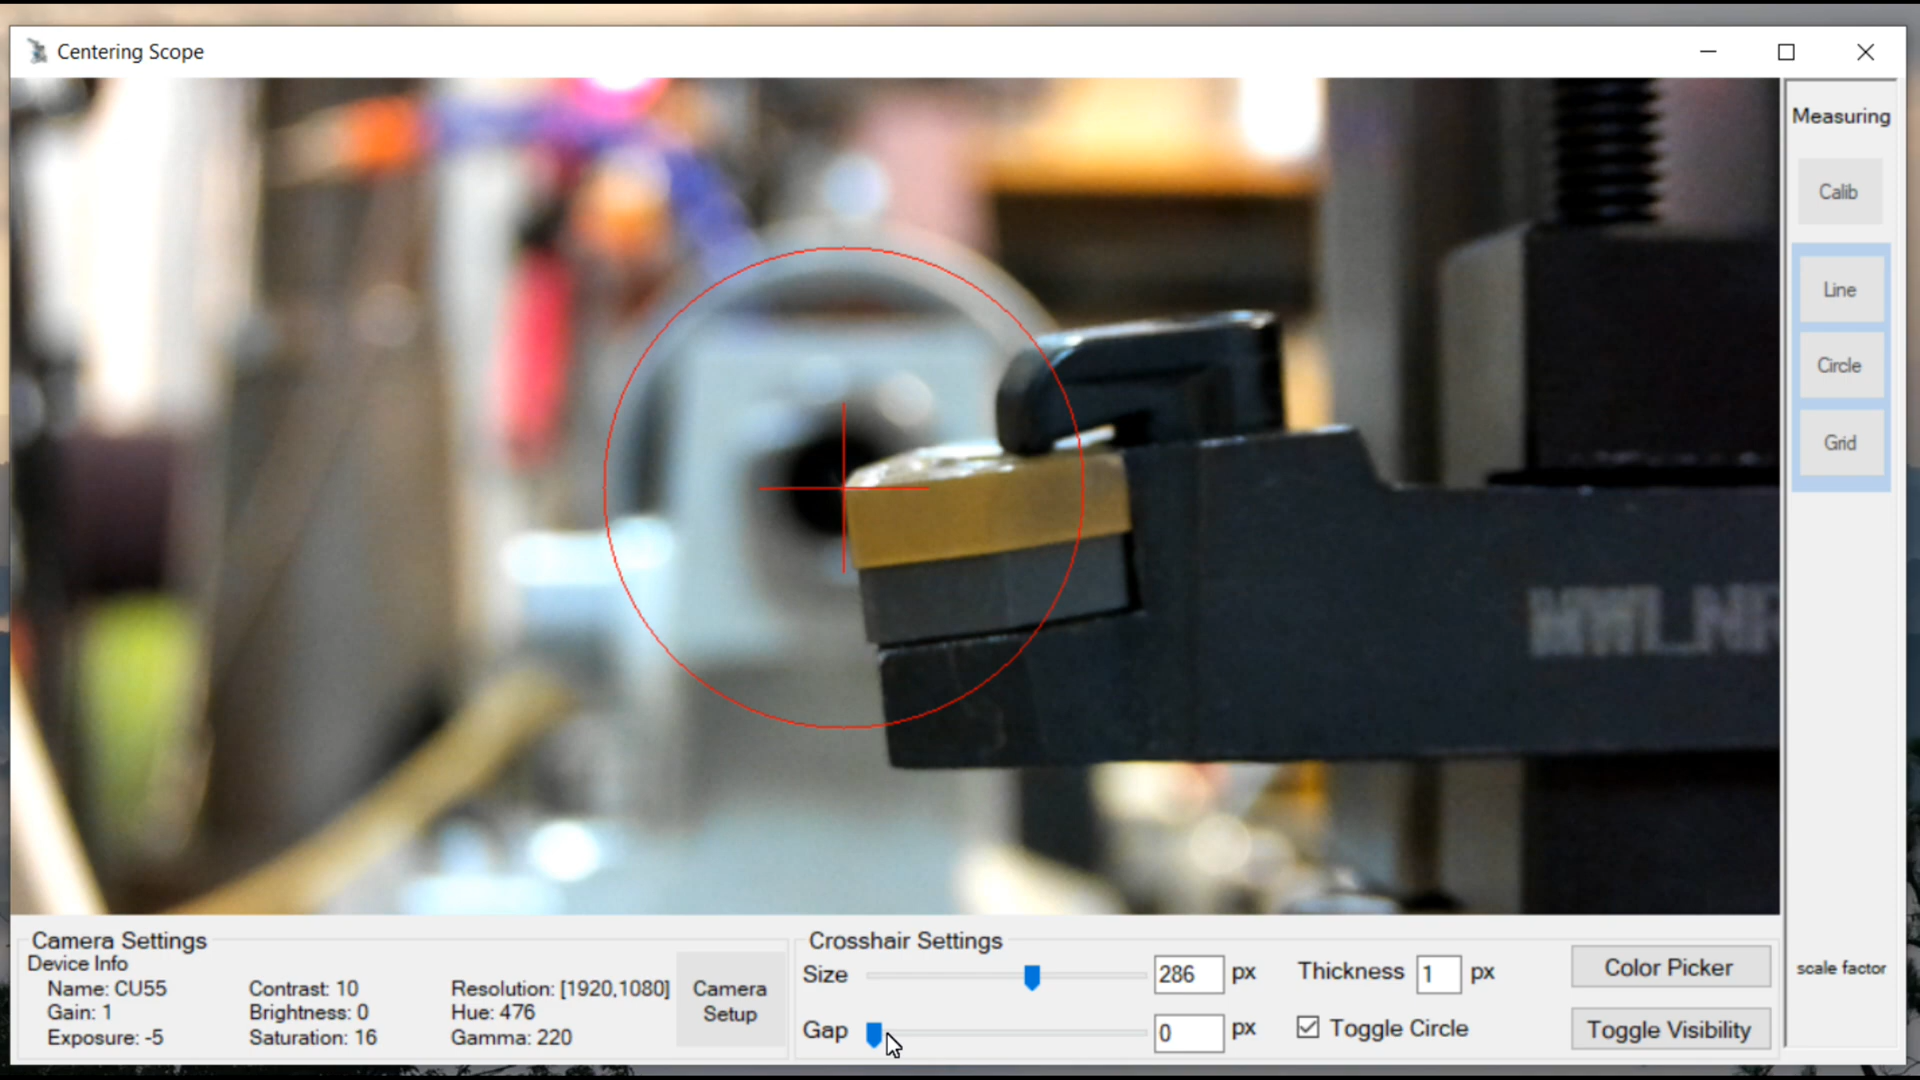 Centering Scope
Measuring
Calib
Line
Circle
Grid
scale factor
MWLNR
Camera Settings
Device Info
Name: CU55
Gain: 1
Exposure: -5
Contrast: 10
Brightness: 0
Saturation: 16
Resolution: [1920,1080]
Hue: 476
Gamma: 220
Camera
Setup
Crosshair Settings
Size
286 px
Thickness 1 px
Color Picker
Gap
0 px
Toggle Circle
Toggle Visibility